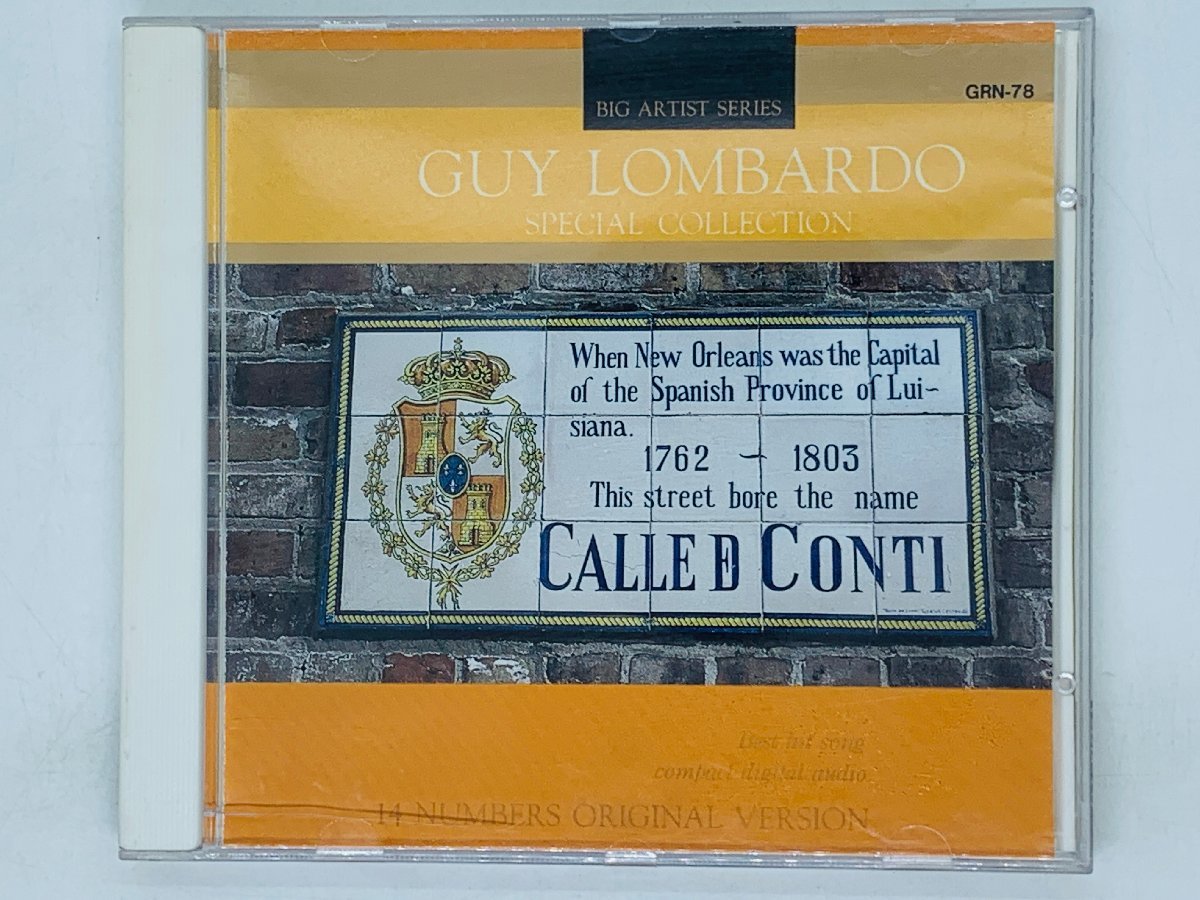 BIG ARTIST SERIES
GRN-78
GUY LOMBARDO
SPECIAL COLLECTION
When New Orleans was the Capital
of the Spanish Province of Lui-
siana.
1762 - 1803
This street bore the name
CALLE D CONTI
Best hit song
compact digital audio
14 NUMBERS ORIGINAL VERSION